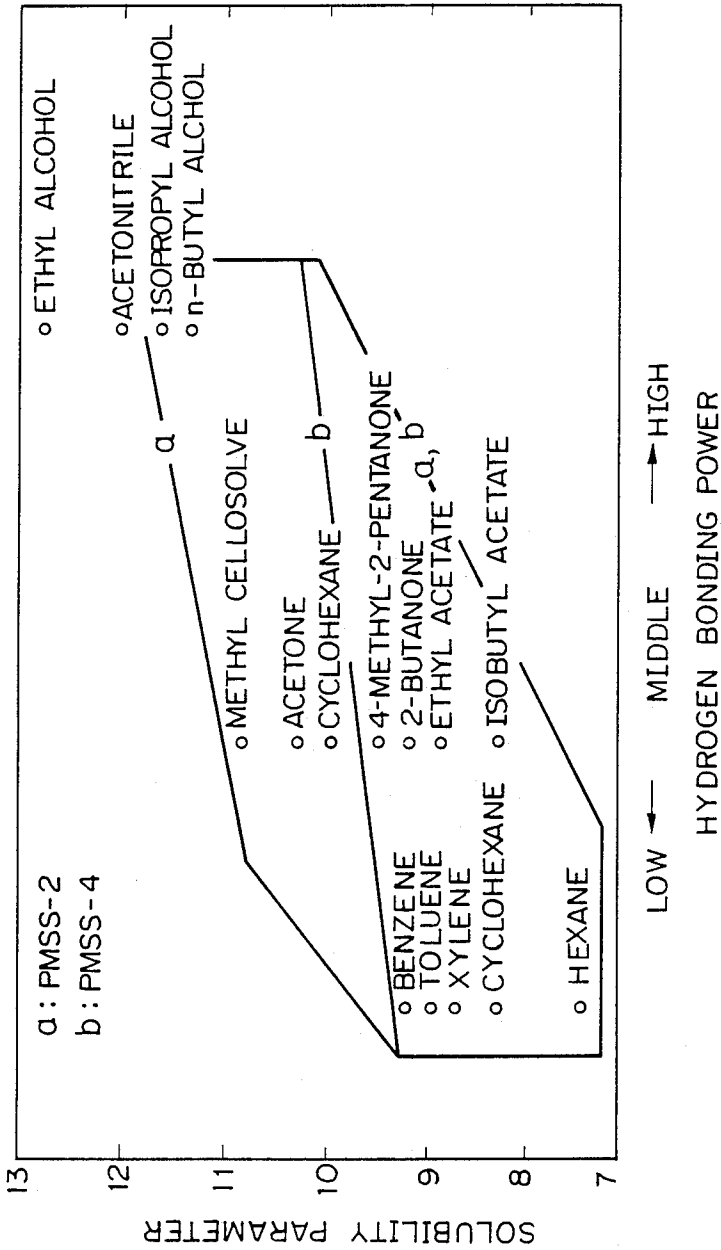 a : PMSS-2
b : PMSS-4
ETHYL ALCOHOL
ACETONITRILE
ISOPROPYL ALCOHOL
n-BUTYL ALCHOL
a
METHYL CELLOSOLVE
ACETONE
CYCLOHEXANE
b
4-METHYL-2-PENTANONE
2-BUTANONE
ETHYL ACETATE
a, b
ISOBUTYL ACETATE
BENZENE
TOLUENE
XYLENE
CYCLOHEXANE
HEXANE
13
12
11
10
9
8
7
SOLUBILITY PARAMETER
LOW ← MIDDLE → HIGH
HYDROGEN BONDING POWER